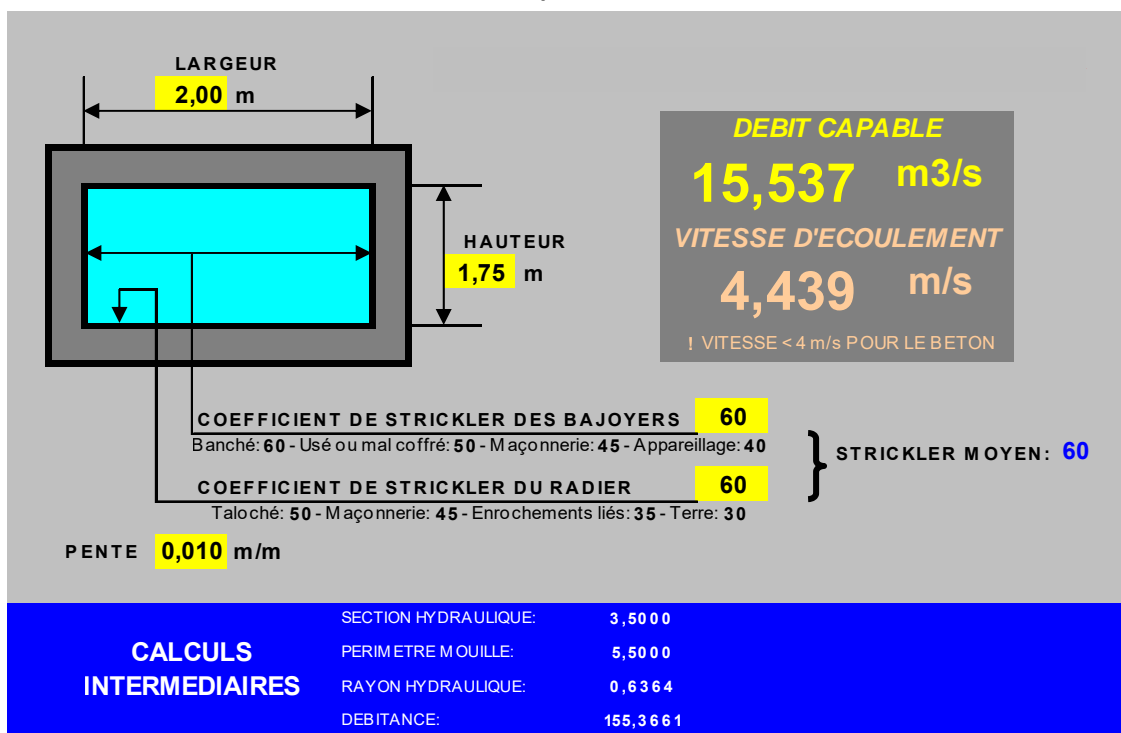 LARGEUR
2,00 m
DEBIT CAPABLE
15,537 m3/s
VITESSE D'ECOULEMENT
4,439 m/s
! VITESSE < 4 m/s POUR LE BETON
HAUTEUR
1,75 m
COEFFICIENT DE STRICKLER DES BAJOYERS 60
Banché: 60 - Usé ou mal coffré: 50 - Maçonnerie: 45 - Appareillage: 40
STRICKLER MOYEN: 60
COEFFICIENT DE STRICKLER DU RADIER 60
Taloché: 50 - Maçonnerie: 45 - Enrochements liés: 35 - Terre: 30
PENTE 0,010 m/m
CALCULS
INTERMEDIAIRES
SECTION HYDRAULIQUE: 3,5000
PERIMETRE MOUILLE: 5,5000
RAYON HYDRAULIQUE: 0,6364
DEBITANCE: 155,3661